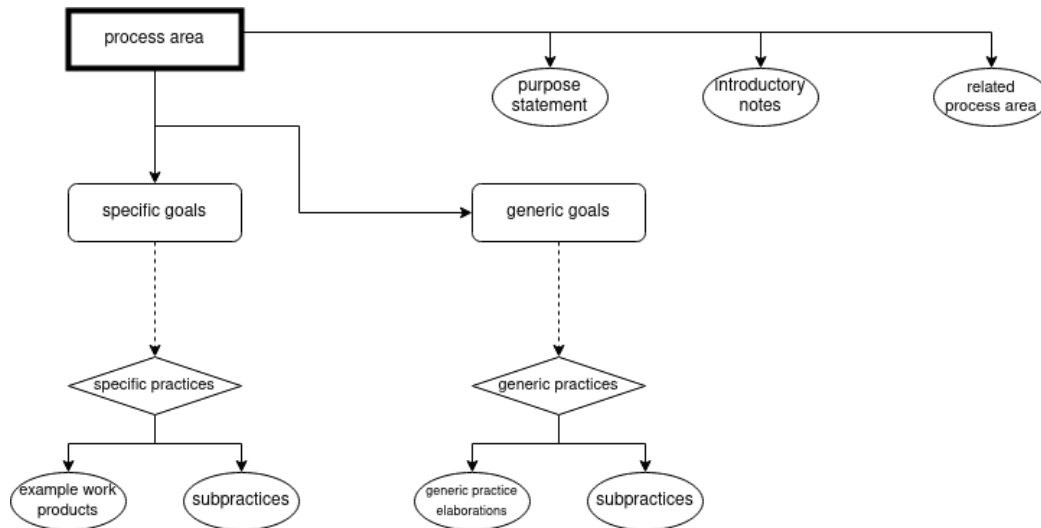 process area
purpose
statement
introductory
notes
related
process area
specific goals
generic goals
specific practices
generic practices
example work
products
subpractices
generic practice
elaborations
subpractices